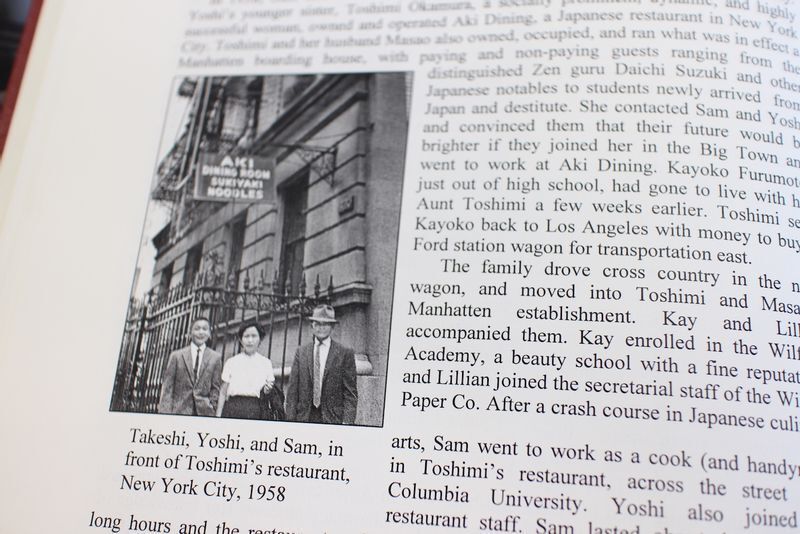 Yoshi's younger sister, Toshimi Okamura, a socially prominent, dynamic, and highly
successful woman, owned and operated Aki Dining, a Japanese restaurant in New York
City. Toshimi and her husband Masao also owned, occupied, and ran what was in effect a
Manhattan boarding house, with paying and non-paying guests ranging from the
distinguished Zen guru Daichi Suzuki and other
Japanese notables to students newly arrived from
Japan and destitute. She contacted Sam and Yosh
and convinced them that their future would b
brighter if they joined her in the Big Town an
went to work at Aki Dining. Kayoko Furumot
just out of high school, had gone to live with h
Aunt Toshimi a few weeks earlier. Toshimi se
Kayoko back to Los Angeles with money to buy
Ford station wagon for transportation east.
The family drove cross country in the n
wagon, and moved into Toshimi and Masa
Manhatten establishment. Kay and Lill
accompanied them. Kay enrolled in the Wilf
Academy, a beauty school with a fine reputat
and Lillian joined the secretarial staff of the Wi
Paper Co. After a crash course in Japanese culi
arts, Sam went to work as a cook (and handy
in Toshimi's restaurant, across the street
Columbia University. Yoshi also joined
restaurant staff. Sam lasted
AKI
DINING ROOM
SUKIYAKI
NOODLES
Takeshi, Yoshi, and Sam, in
front of Toshimi's restaurant,
New York City, 1958
long hours and the